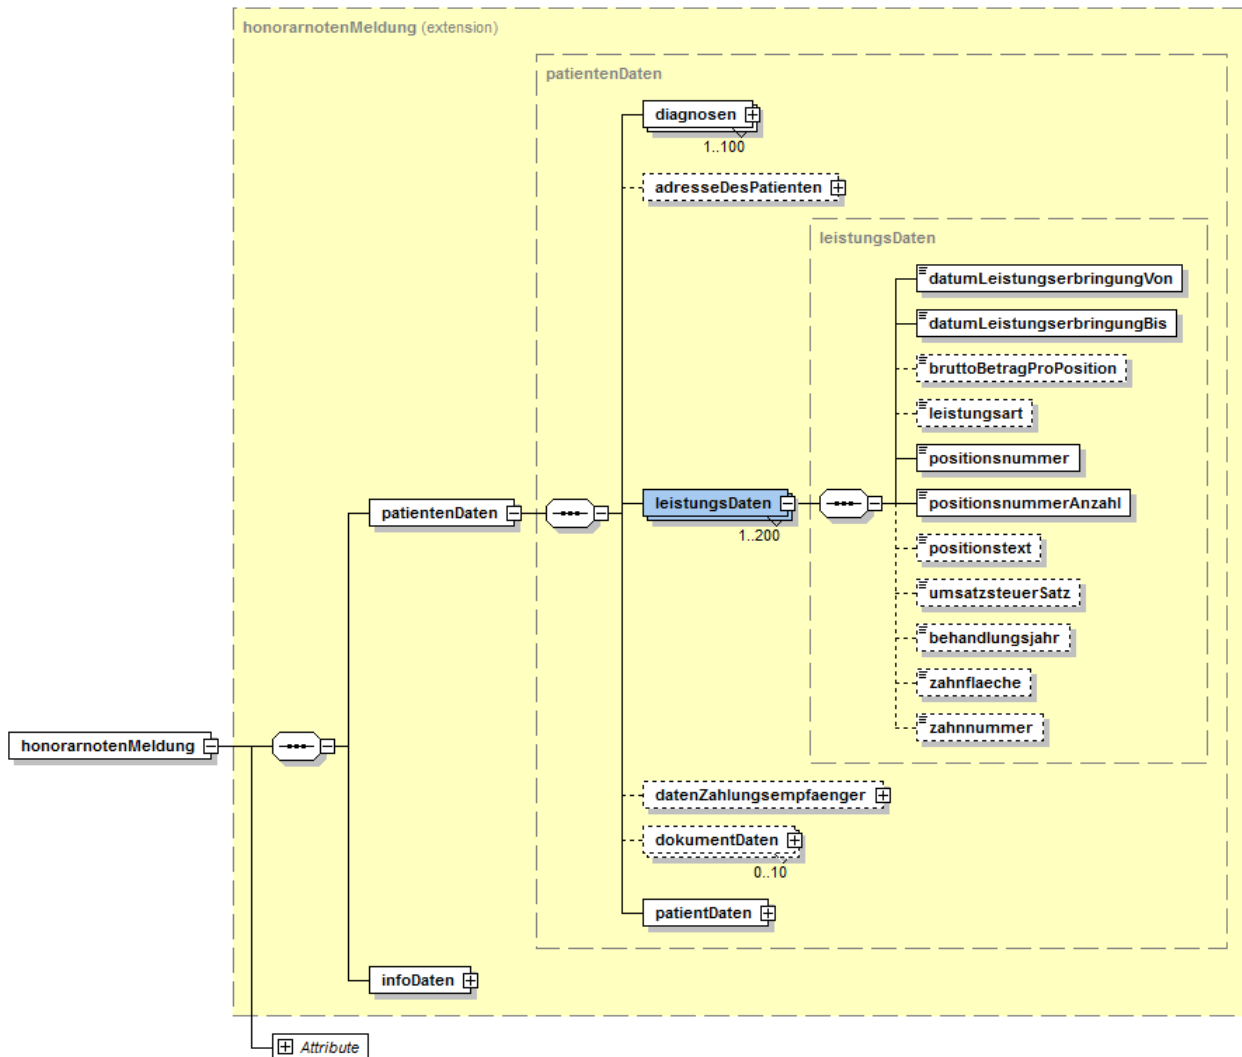 honorarnotenMeldung (extension)
patientenDaten
diagnosen
1..100
adresseDesPatienten
leistungsDaten
datumLeistungserbringungVon
datumLeistungserbringungBis
bruttoBetragProPosition
leistungsart
positionsnummer
leistungsDaten
positionsnummerAnzahl
patientenDaten
1..200
positionstext
umsatzsteuerSatz
behandlungsjahr
zahnflaeche
zahnnummer
honorarnotenMeldung
datenZahlungsempfaenger
dokumentDaten
0..10
patientDaten
infoDaten
Attribute